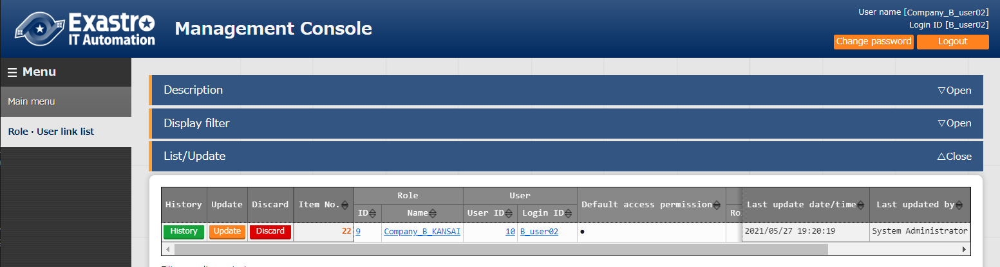 Exastro
IT Automation
Management Console
User name [Company_B_user02]
Login ID [B_user02]
Change password Logout
Menu
Main menu
Role · User link list
Description ▽Open
Display filter ▽Open
List/Update △Close
History Update Discard Item No. Role User Default access permission Last update date/time Last updated by
ID Name User ID Login ID
History Update Discard 22 9 Company_B_KANSAI 10 B_user02 ● 2021/05/27 19:20:19 System Administrator